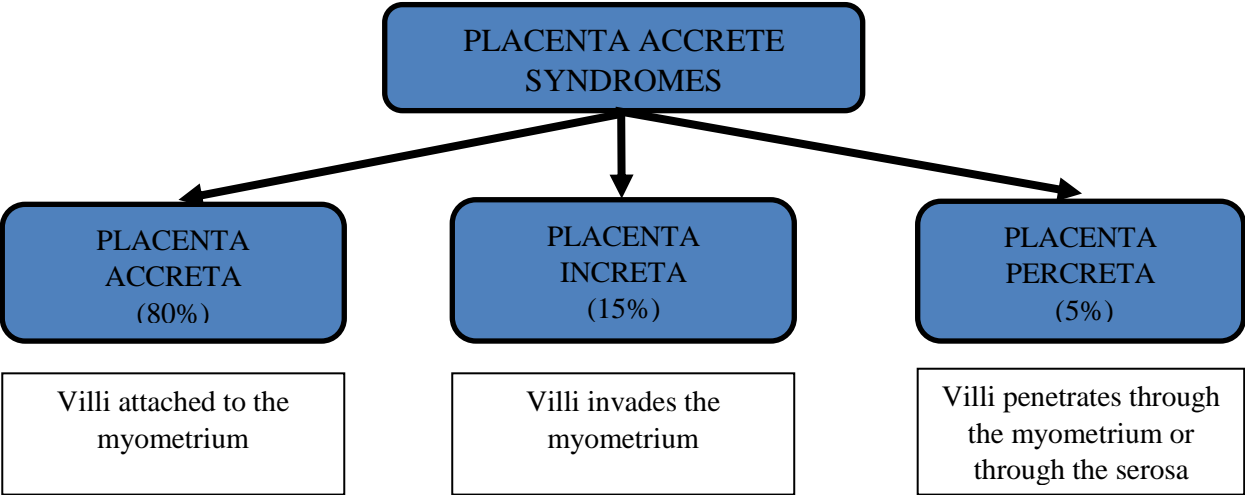 PLACENTA ACCRETE
SYNDROMES
PLACENTA
ACCRETA
(80%)
PLACENTA
INCRETA
(15%)
PLACENTA
PERCRETA
(5%)
Villi attached to the
myometrium
Villi invades the
myometrium
Villi penetrates through
the myometrium or
through the serosa